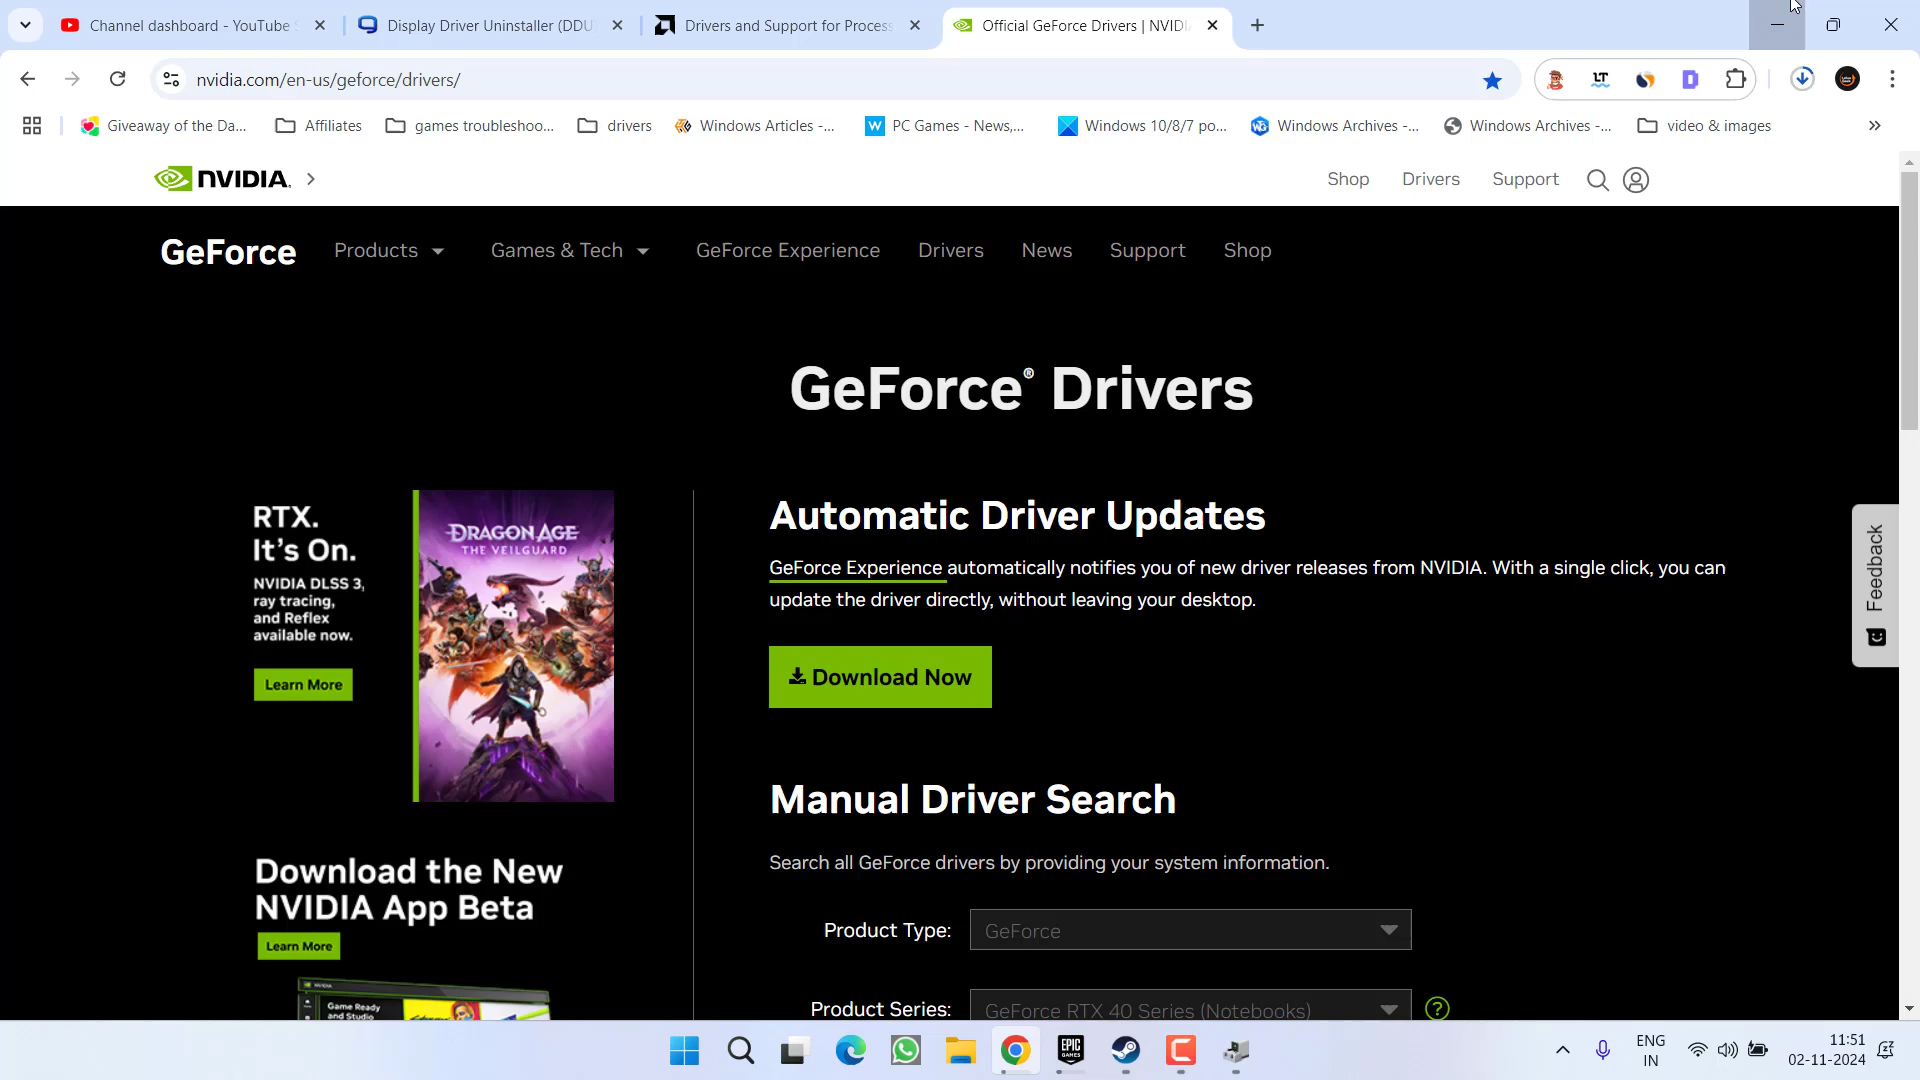 Channel dashboard - YouTube S
Display Driver Uninstaller (DDU
Drivers and Support for Process
Official GeForce Drivers | NVIDI
nvidia.com/en-us/geforce/drivers/
Giveaway of the Da...
Affiliates
games troubleshoo...
drivers
Windows Articles -...
PC Games - News,...
Windows 10/8/7 po...
Windows Archives -...
Windows Archives -...
video & images
NVIDIA.
Shop
Drivers
Support
GeForce
Products
Games & Tech
GeForce Experience
Drivers
News
Support
Shop
GeForce® Drivers
RTX.
It's On.
NVIDIA DLSS 3,
ray tracing,
and Reflex
available now.
Learn More
DRAGON AGE
THE VEILGUARD
Automatic Driver Updates
GeForce Experience automatically notifies you of new driver releases from NVIDIA. With a single click, you can
update the driver directly, without leaving your desktop.
Download Now
Feedback
Manual Driver Search
Search all GeForce drivers by providing your system information.
Product Type:
GeForce
Product Series:
GeForce RTX 40 Series (Notebooks)
?
Download the New
NVIDIA App Beta
Learn More
NVIDIA
Game Ready
and Studio
LT
EPIC
GAMES
ENG
IN
11:51
02-11-2024